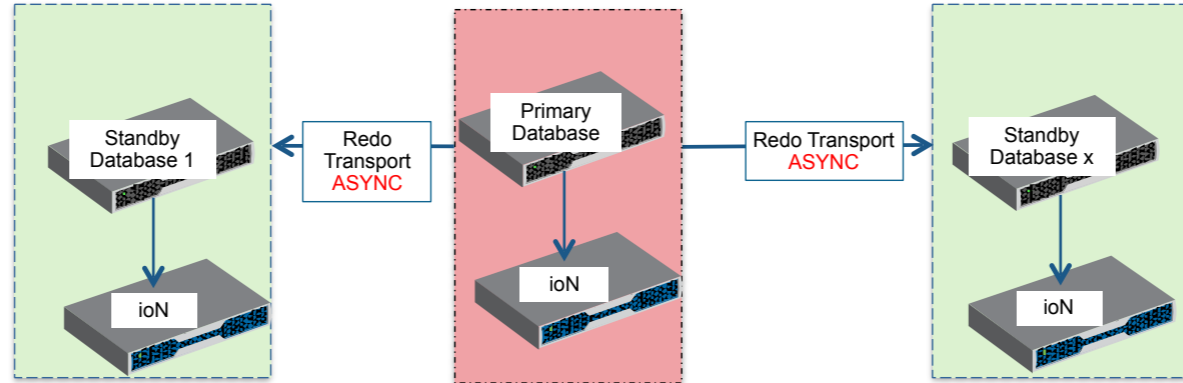 Standby
Database 1
Redo
Transport
ASYNC
Primary
Database
Redo Transport
ASYNC
Standby
Database x
ioN
ioN
ioN